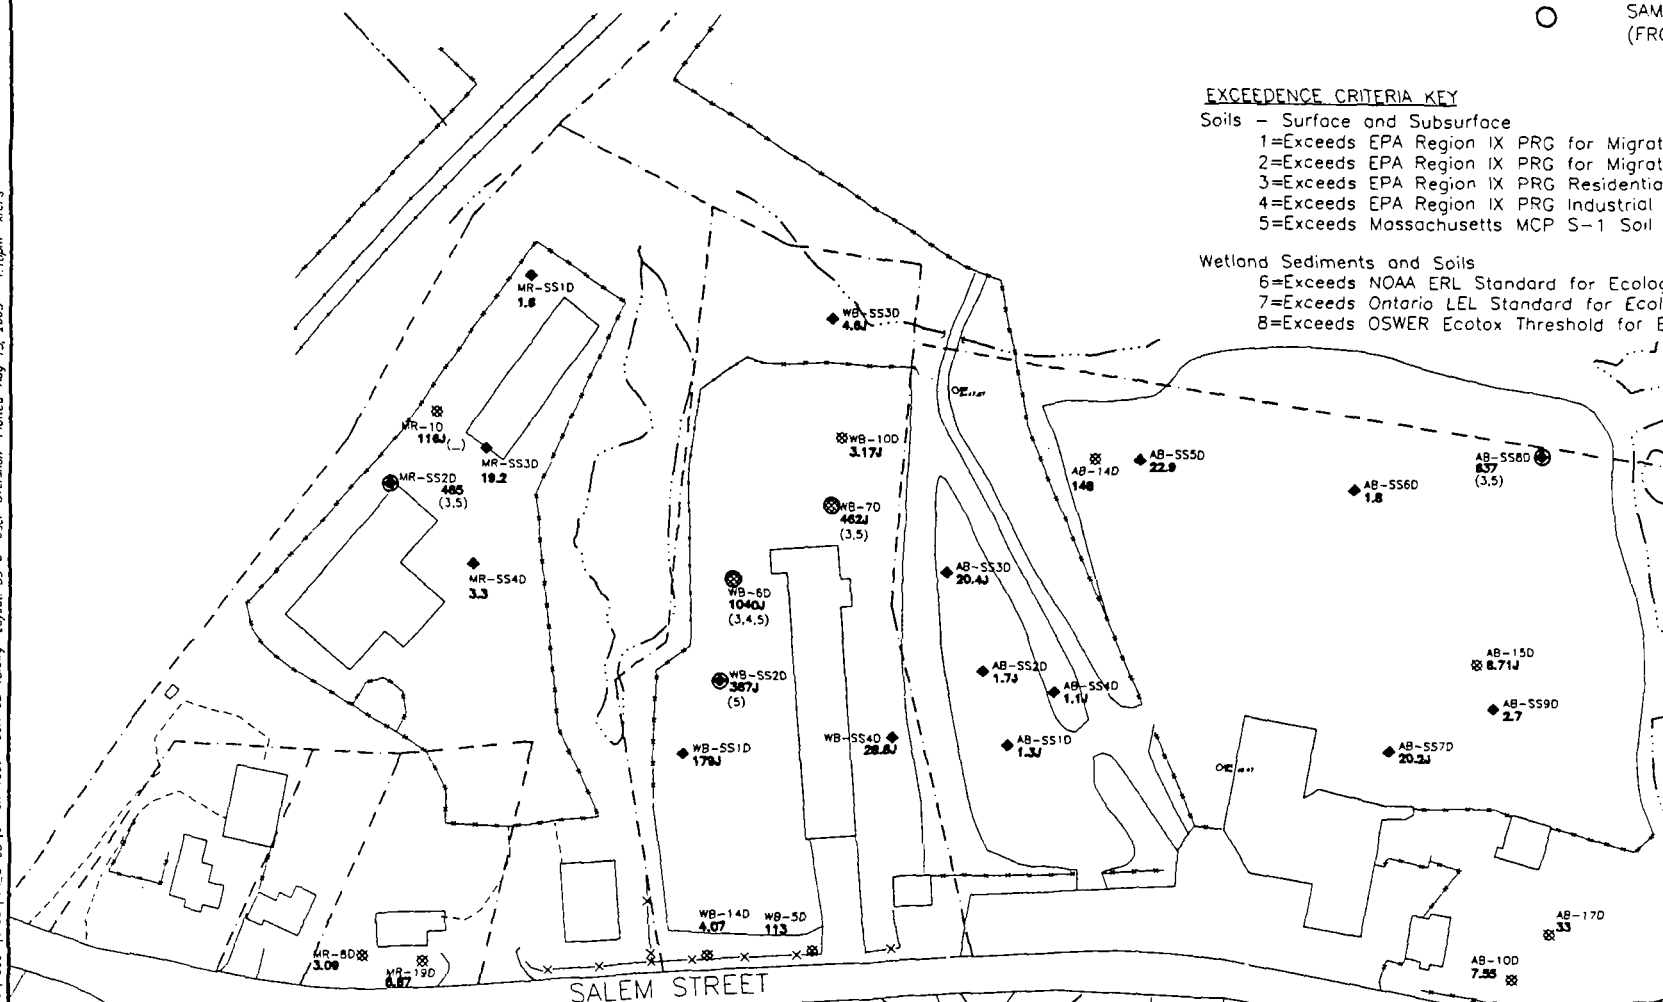 SAM
(FRO
EXCEEDENCE CRITERIA KEY
Soils – Surface and Subsurface
1=Exceeds EPA Region IX PRG for Migrat
2=Exceeds EPA Region IX PRG for Migrat
3=Exceeds EPA Region IX PRG Residentia
4=Exceeds EPA Region IX PRG Industrial
5=Exceeds Massachusetts MCP S-1 Soil
Wetland Sediments and Soils
6=Exceeds NOAA ERL Standard for Ecolog
7=Exceeds Ontario LEL Standard for Ecol
8=Exceeds OSWER Ecotox Threshold for E
MR-SS1D
1.6
WB-SS3D
4.6J
MR-10
116J
(_)
MR-SS3D
19.2
MR-SS2D
465
(3,5)
MR-SS4D
3.3
WB-10D
3.17J
WB-7D
462J
(3,5)
WB-6D
1040J
(3,4,5)
WB-SS2D
367J
(5)
WB-SS1D
179J
WB-SS4D
26.6J
AB-14D
146
AB-SS5D
22.9
AB-SS6D
1.8
AB-SS8D
637
(3,5)
AB-SS3D
20.4J
AB-SS2D
1.7J
AB-SS4D
1.1J
AB-SS1D
1.3J
AB-15D
8.71J
AB-SS9D
2.7
AB-SS7D
20.2J
WB-14D
4.07
WB-5D
113
MR-8D
3.09
MR-19D
6.67
AB-17D
33
AB-10D
7.55
SALEM STREET